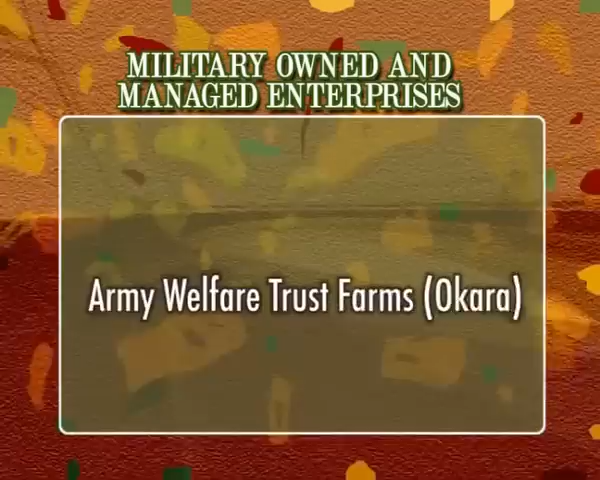 MILITARY OWNED AND
MANAGED ENTERPRISES
Army Welfare Trust Farms (Okara)